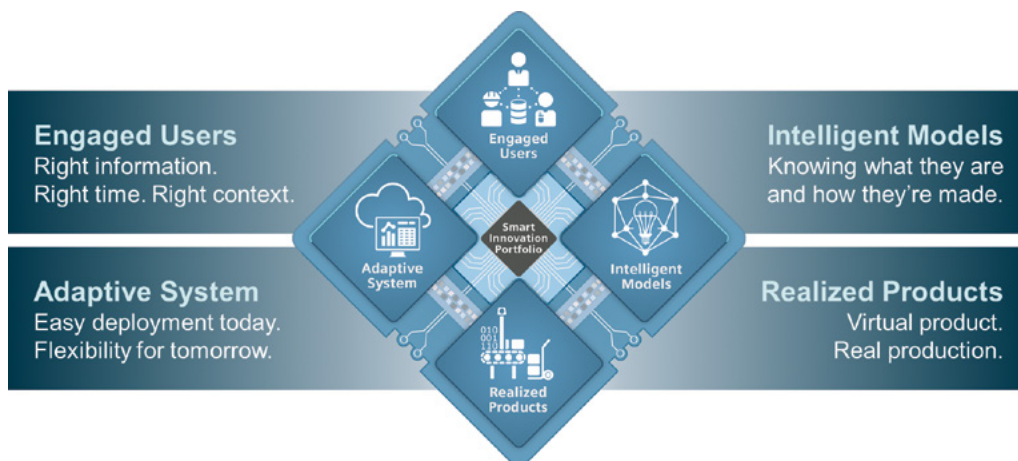 Engaged
Users
Engaged Users
Right information.
Right time. Right context.
Intelligent Models
Knowing what they are
and how they're made.
Smart
Innovation
Portfolio
Adaptive
System
Intelligent
Models
Adaptive System
Easy deployment today.
Flexibility for tomorrow.
Realized Products
Virtual product.
Real production.
010
001
110
Realized
Products